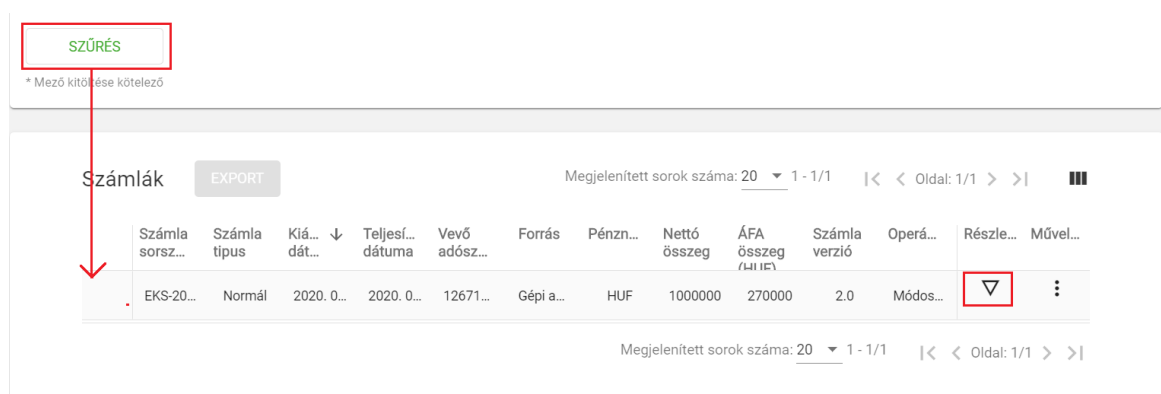 SZŰRÉS
* Mező kitöltése kötelező
Számlák EXPORT Megjelenített sorok száma: 20 1 - 1/1 Oldal: 1/1
Számla sorsz... Számla tipus Kiá... dát... Teljesí... dátuma Vevő adósz... Forrás Pénzn... Nettó összeg ÁFA összeg (HUF) Számla verzió Operá... Részle... Művel...
EKS-20... Normál 2020. 0... 2020. 0... 12671... Gépi a... HUF 1000000 270000 2.0 Módos...
Megjelenített sorok száma: 20 1 - 1/1 Oldal: 1/1